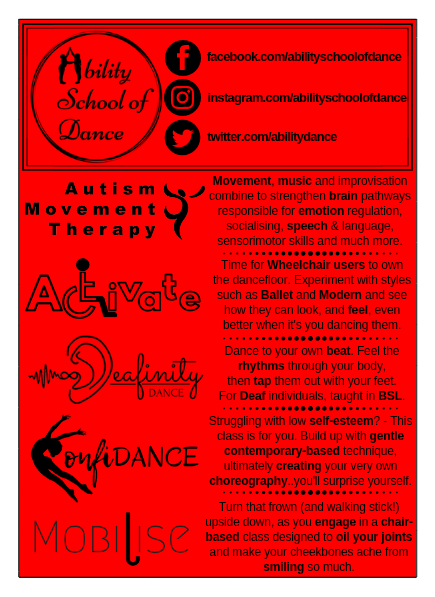 Ability
School of
Dance
facebook.com/abilityschoolofdance
instagram.com/abilityschoolofdance
twitter.com/abilitydance
Autism
Movement
Therapy
Movement, music and improvisation
combine to strengthen brain pathways
responsible for emotion regulation,
socialising, speech & language,
sensorimotor skills and much more.
Activate
Time for Wheelchair users to own
the dancefloor. Experiment with styles
such as Ballet and Modern and see
how they can look, and feel, even
better when it's you dancing them.
Deafinity
DANCE
Dance to your own beat. Feel the
rhythms through your body,
then tap them out with your feet.
For Deaf individuals, taught in BSL.
ConfiDANCE
Struggling with low self-esteem? - This
class is for you. Build up with gentle
contemporary-based technique,
ultimately creating your very own
choreography..you'll surprise yourself.
MOBILISE
Turn that frown (and walking stick!)
upside down, as you engage in a chair-
based class designed to oil your joints
and make your cheekbones ache from
smiling so much.